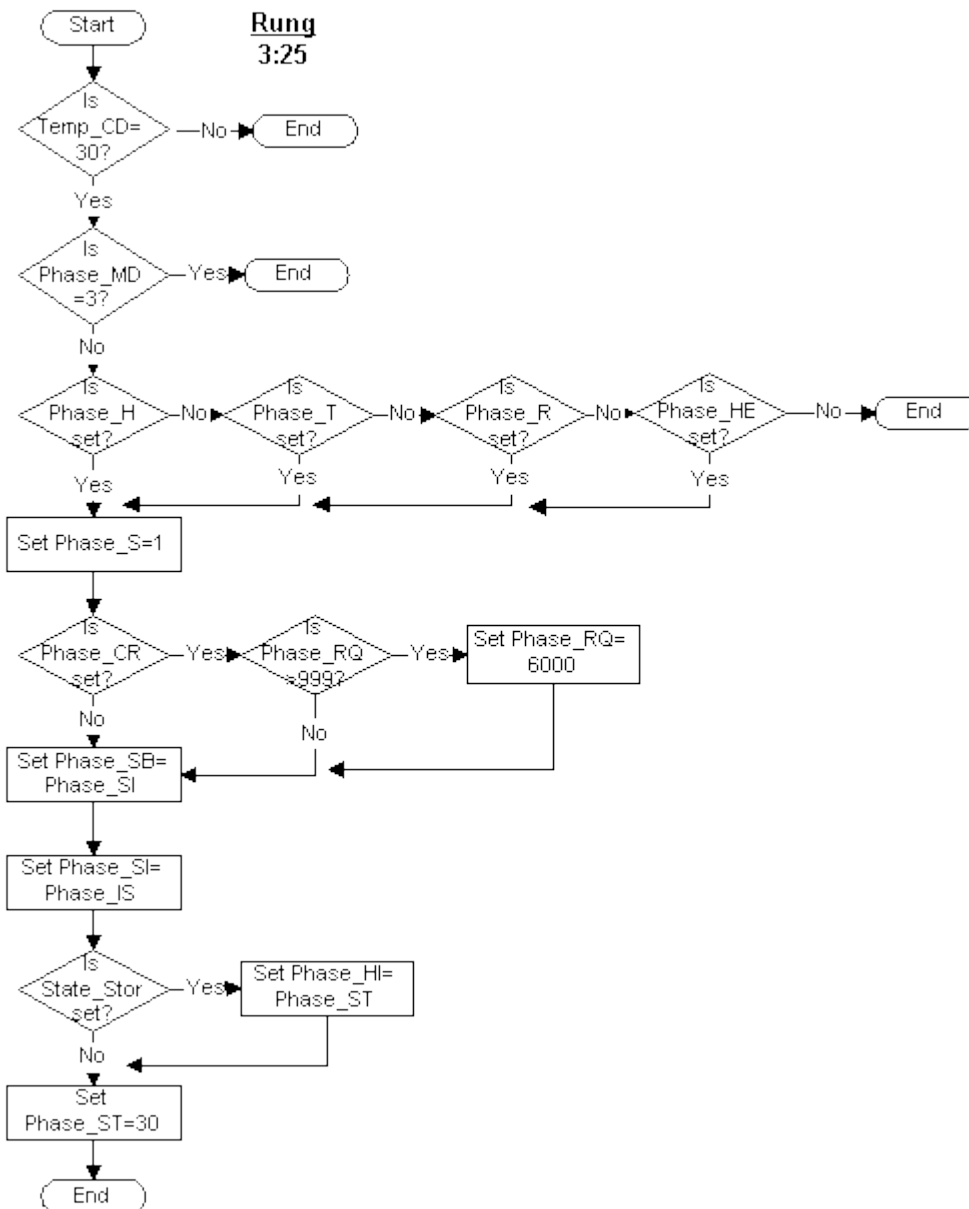 Start
Rung
3:25
Is
Temp_CD=
30?
No
End
Yes
Is
Phase_MD
=3?
Yes
End
No
Is
Phase_H
set?
No
Is
Phase_T
set?
No
Is
Phase_R
set?
No
Is
Phase_HE
set?
No
End
Yes
Yes
Yes
Yes
Set Phase_S=1
Is
Phase_CR
set?
Yes
Is
Phase_RQ
999?
Yes
Set Phase_RQ=
6000
No
No
Set Phase_SB=
Phase_SI
Set Phase_SI=
Phase_IS
Is
State_Stor
set?
Yes
Set Phase_HI=
Phase_ST
No
Set
Phase_ST=30
End